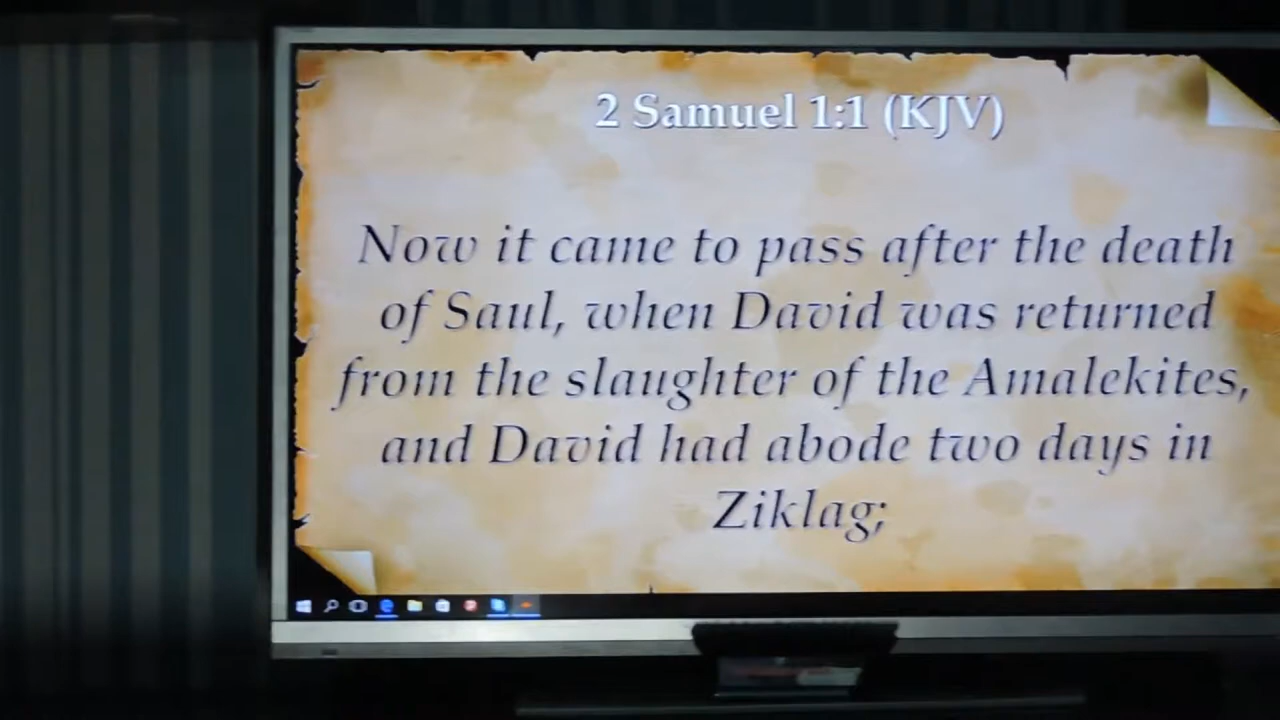 2 Samuel 1:1 (KJV)
Now it came to pass after the death
of Saul, when David was returned
from the slaughter of the Amalekites,
and David had abode two days in
Ziklag;